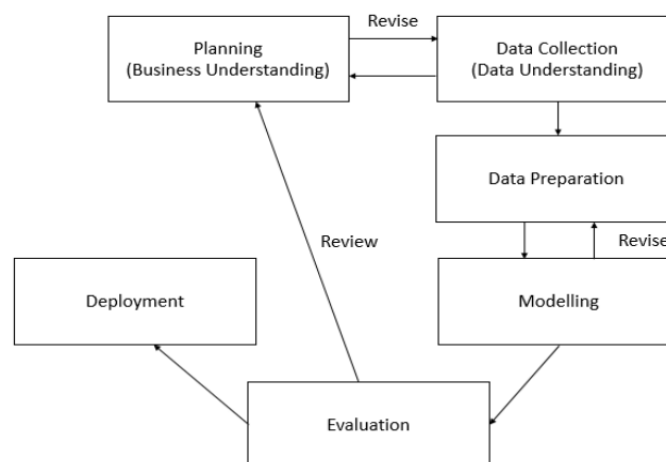 Revise
Planning
(Business Understanding)
Data Collection
(Data Understanding)
Data Preparation
Revise
Review
Deployment
Modelling
Evaluation